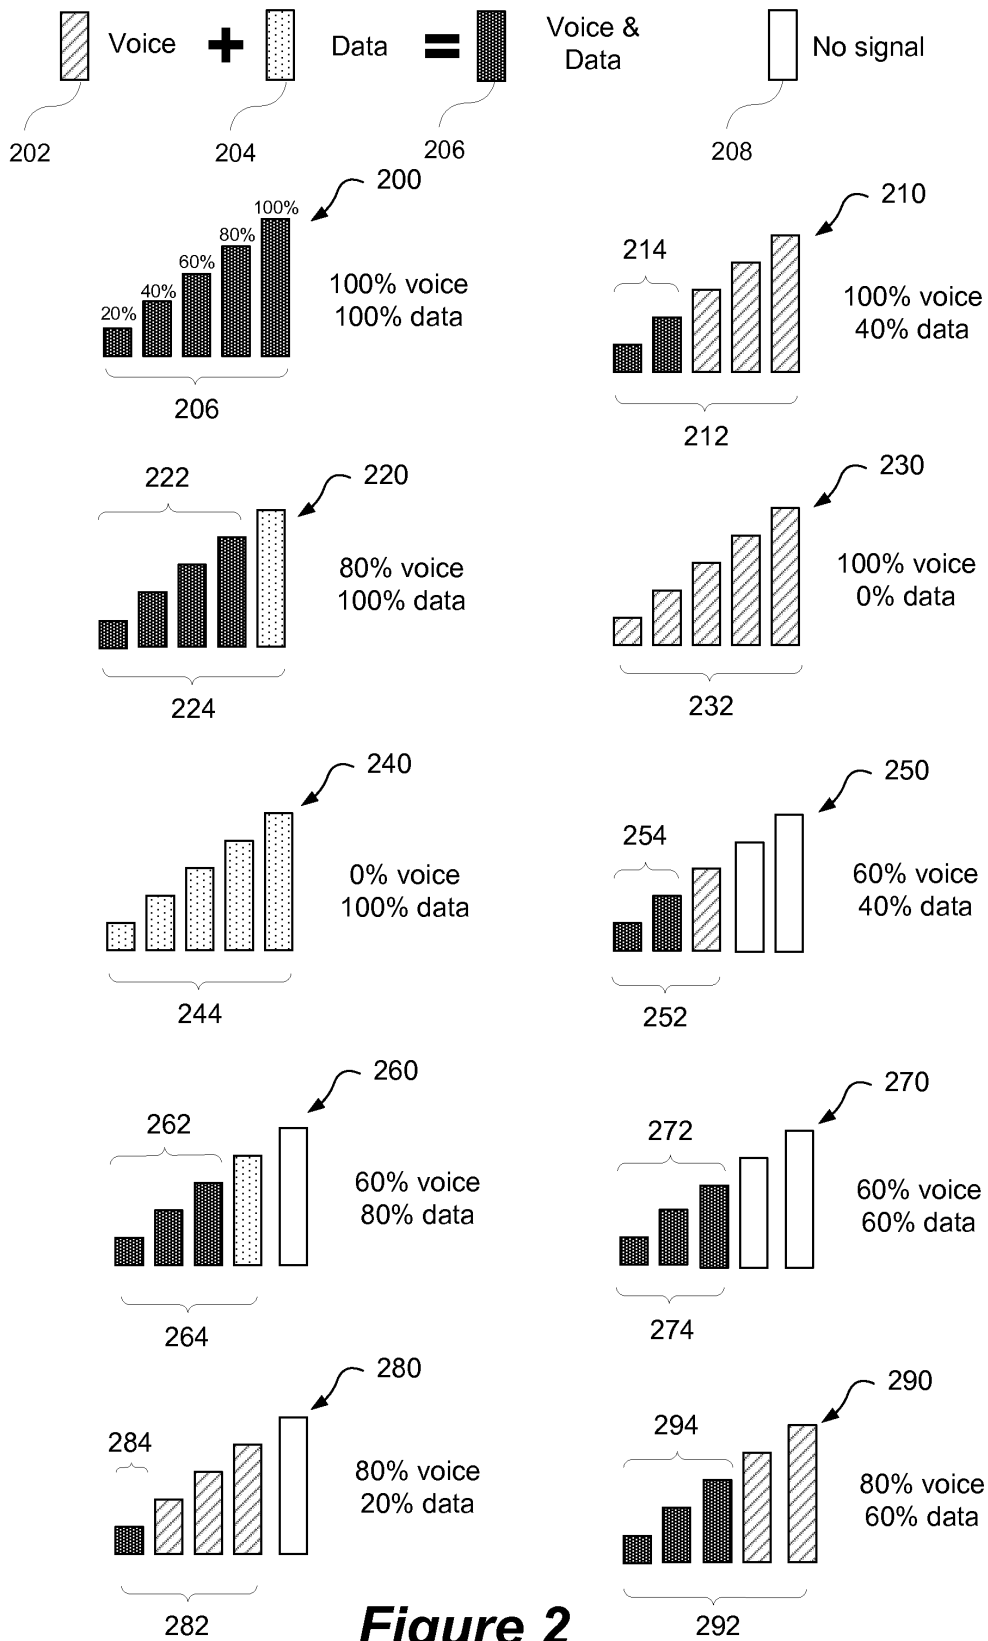 Voice + Data = Voice & Data No signal
202 204 206 208
200
20% 40% 60% 80% 100%
100% voice
100% data
206
210
214
100% voice
40% data
212
220
222
80% voice
100% data
224
230
100% voice
0% data
232
240
0% voice
100% data
244
250
254
60% voice
40% data
252
260
262
60% voice
80% data
264
270
272
60% voice
60% data
274
280
284
80% voice
20% data
282
290
294
80% voice
60% data
292
Figure 2